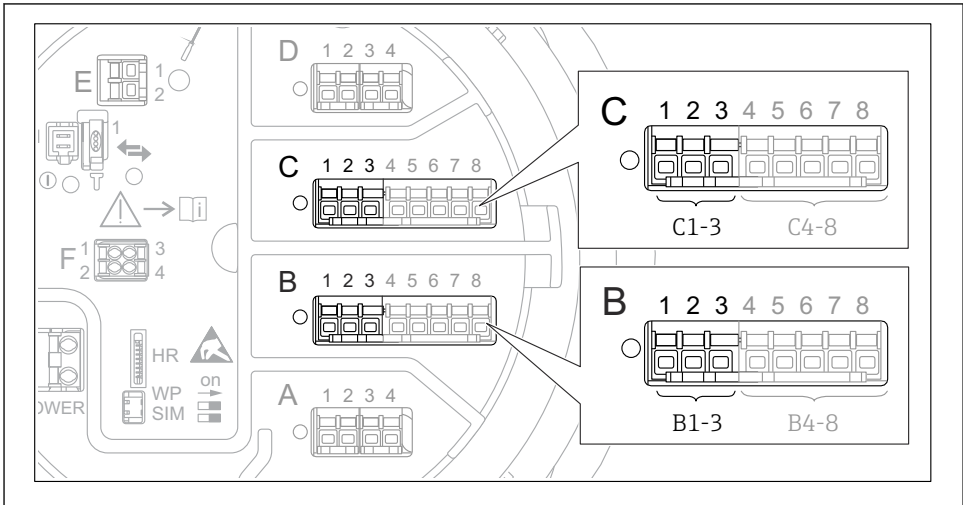 D 1 2 3 4
E 1
2
1
C 1 2 3 4 5 6 7 8
i
F 1 3
2 4
B 1 2 3 4 5 6 7 8
HR
WP on
SIM
OWER
A 1 2 3 4
C 1 2 3 4 5 6 7 8
C1-3 C4-8
B 1 2 3 4 5 6 7 8
B1-3 B4-8